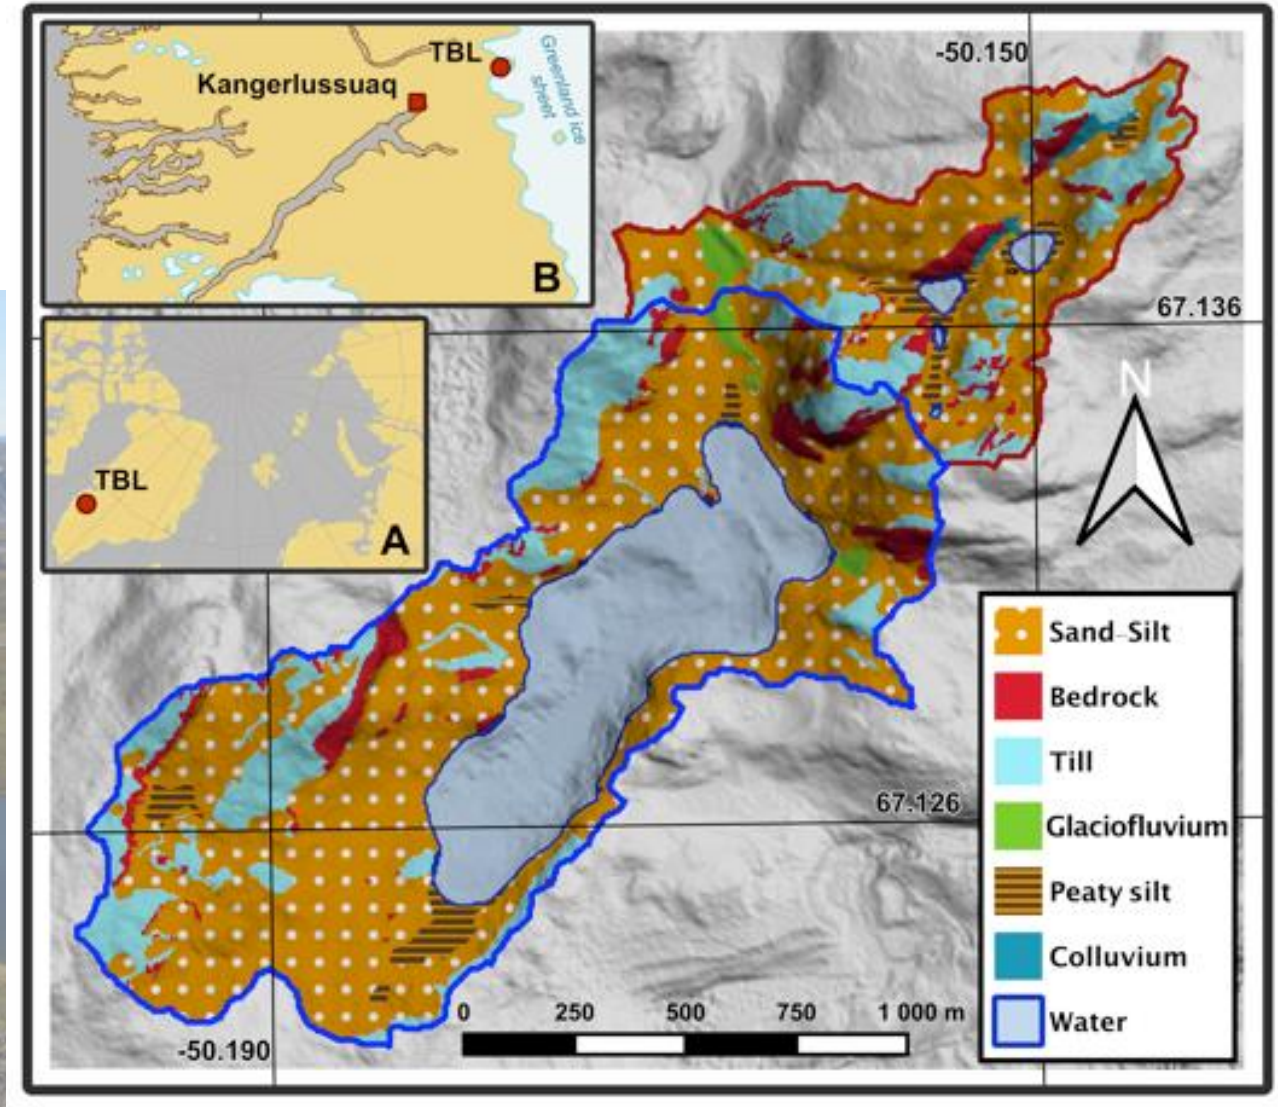 TBL
Kangerlussuaq
Greenland ice
sheet
B
TBL
A
-50.150
67.136
N
Sand-Silt
Bedrock
Till
Glaciofluvium
Peaty silt
Colluvium
Water
67.126
0 250 500 750 1 000 m
-50.190